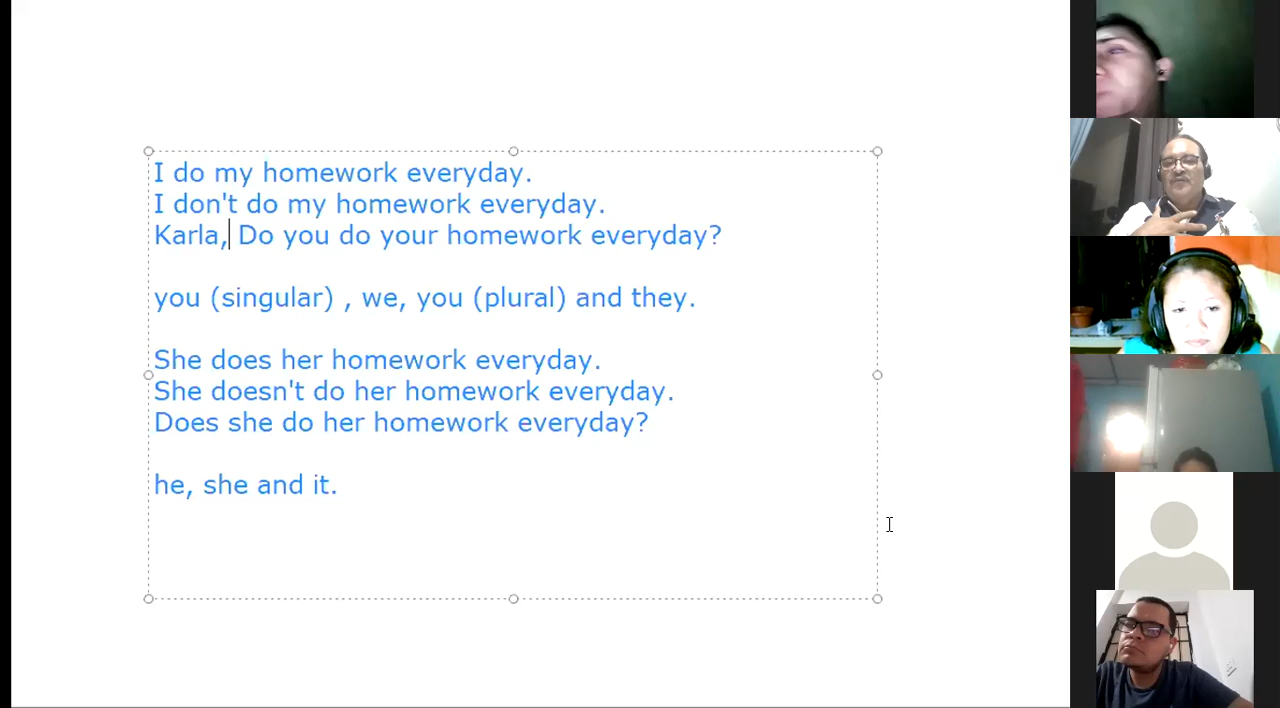 I do my homework everyday.
I don't do my homework everyday.
Karla, Do you do your homework everyday?
you (singular) , we, you (plural) and they.
She does her homework everyday.
She doesn't do her homework everyday.
Does she do her homework everyday?
he, she and it.